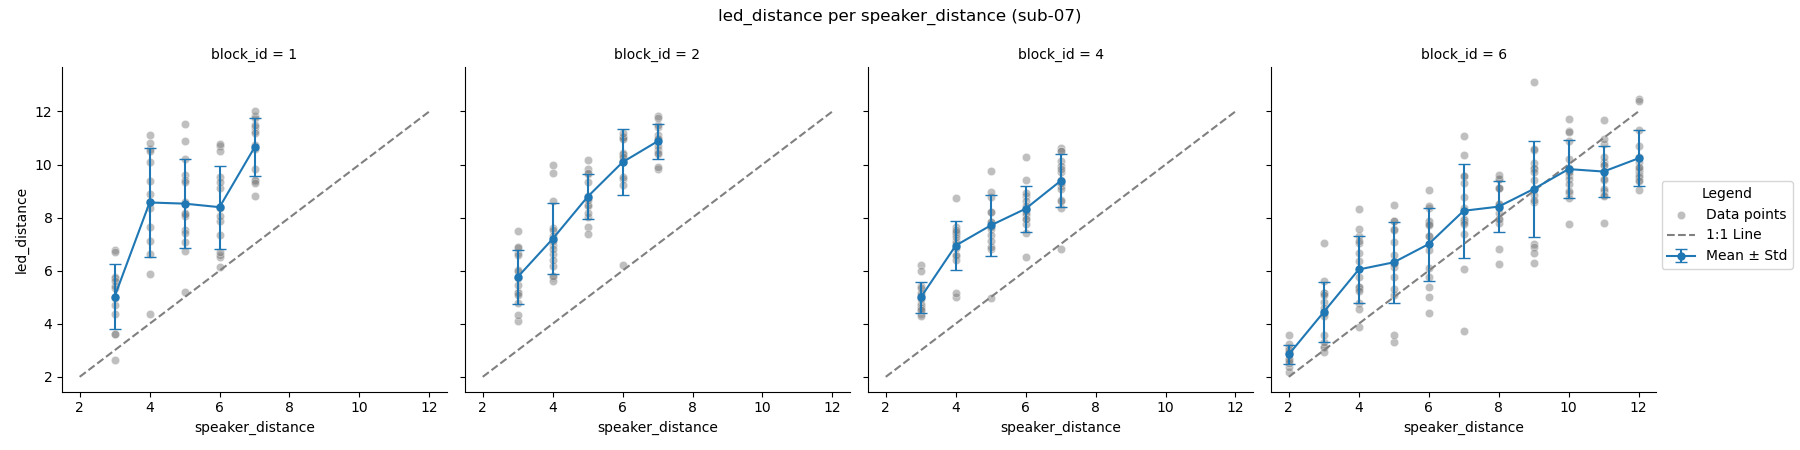 led_distance per speaker_distance (sub-07)
block_id = 1
block_id = 2
block_id = 4
block_id = 6
led_distance
12
10
8
6
4
2
2 4 6 8 10 12
2 4 6 8 10 12
2 4 6 8 10 12
2 4 6 8 10 12
speaker_distance
speaker_distance
speaker_distance
speaker_distance
Legend
Data points
1:1 Line
Mean ± Std